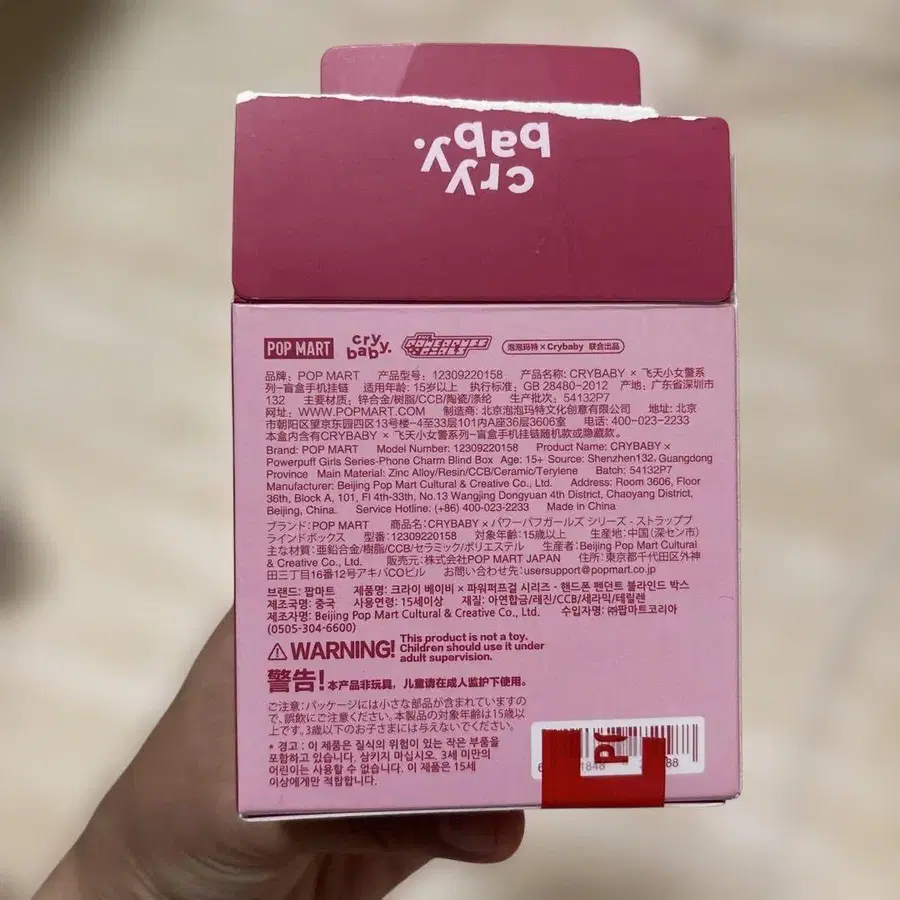 cry
baby.
POP MART cry baby. THE POWERPUFF GIRLS 泡泡玛特×Crybaby 联合出品
品牌：POP MART 产品型号：12309220158 产品名称：CRYBABY × 飞天小女警系
列-盲盒手机挂链 适用年龄：15岁以上 执行标准：GB 28480-2012 产地：广东省深圳市
132 主要材质：锌合金/树脂/CCB/陶瓷/涤纶 生产批次：54132P7
网址：WWW.POPMART.COM 制造商：北京泡泡玛特文化创意有限公司 地址：北京
市朝阳区望京东园四区13号楼-4至33层101内A座36层3606室 电话：400-023-2233
本盒内含有CRYBABY × 飞天小女警系列-盲盒手机挂链随机款或隐藏款。
Brand: POP MART Model Number: 12309220158 Product Name: CRYBABY ×
Powerpuff Girls Series-Phone Charm Blind Box Age: 15+ Source: Shenzhen132, Guangdong
Province Main Material: Zinc Alloy/Resin/CCB/Ceramic/Terylene Batch: 54132P7
Manufacturer: Beijing Pop Mart Cultural & Creative Co., Ltd. Address: Room 3606, Floor
36th, Block A, 101, Fl 4th-33th, No.13 Wangjing Dongyuan 4th District, Chaoyang District,
Beijing, China. Service Hotline: (+86) 400-023-2233 Made in China
ブランド：POP MART 商品名：CRYBABY × パワーパフガールズ シリーズ - ストラップブ
ラインドボックス 型番：12309220158 対象年齢：15歳以上 生産地：中国（深セン市）
主な材質：亜鉛合金/樹脂/CCB/セラミック/ポリエステル 生産者：Beijing Pop Mart Cultural
& Creative Co., Ltd. 販売元：株式会社POP MART JAPAN 住所：東京都千代田区外神
田三丁目16番12号アキバCOビル お問い合わせ先：usersupport@popmart.co.jp
브랜드: 팝마트 제품명: 크라이 베이비 × 파워퍼프걸 시리즈 - 핸드폰 펜던트 블라인드 박스
제조국명: 중국 사용연령: 15세이상 재질: 아연합금/레진/CCB/세라믹/테릴렌
제조자명: Beijing Pop Mart Cultural & Creative Co., Ltd. 수입자명: ㈜팝마트코리아
(0505-304-6600)
⚠WARNING! This product is not a toy.
Children should use it under
adult supervision.
警告！本产品非玩具，儿童请在成人监护下使用。
ご注意：パッケージには小さな部品が含まれていますの
で、誤飲にご注意ください。本製品の対象年齢は15歳以
上です。3歳以下のお子さまには与えないでください。
* 경고 : 이 제품은 질식의 위험이 있는 작은 부품을
포함하고 있습니다. 삼키지 마십시오. 3세 미만의
어린이는 사용할 수 없습니다. 이 제품은 15세
이상에게만 적합합니다.